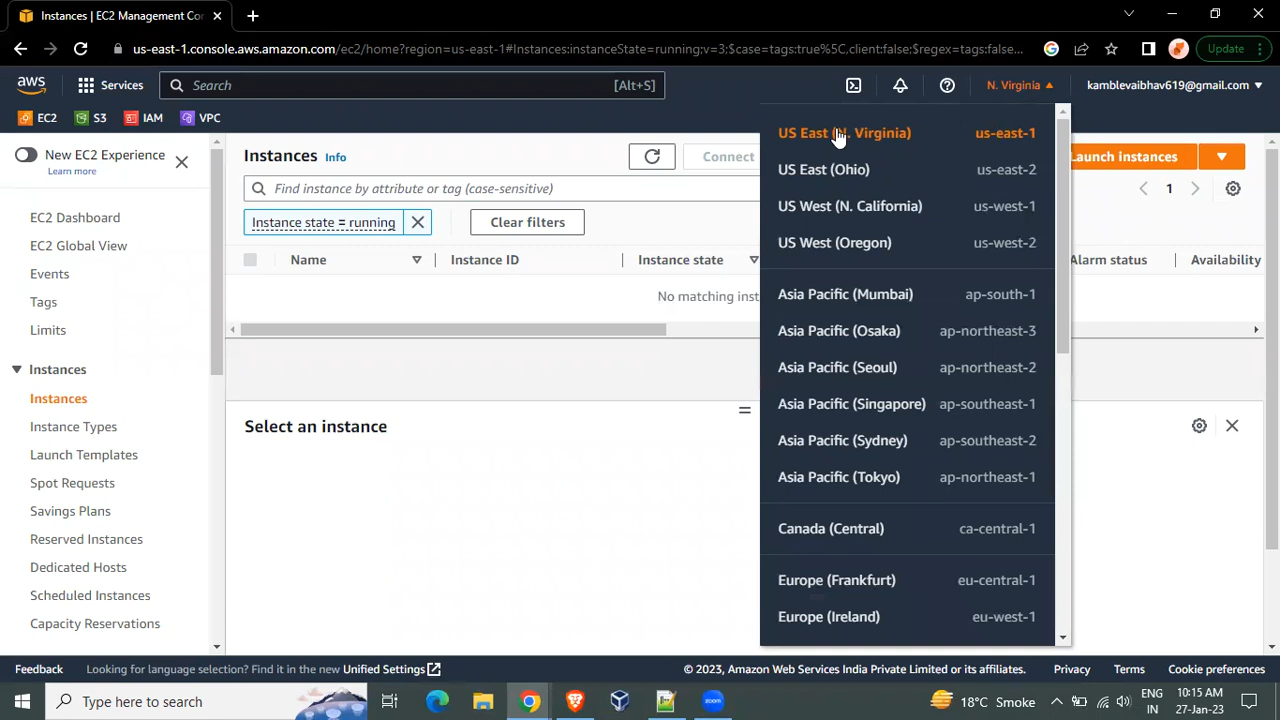 Instances | EC2 Management Co
Update
us-east-1.console.aws.amazon.com/ec2/home?region=us-east-1#Instances:instanceState=running:v=3;$case=tags:true%5C,client:false;$regex=tags:false...
aws
Services
Search
[Alt+S]
N. Virginia
kamblevaibhav619@gmail.com
EC2
S3
IAM
VPC
New EC2 Experience
Learn more
EC2 Dashboard
EC2 Global View
Events
Tags
Limits
Instances
Instances
Instance Types
Launch Templates
Spot Requests
Savings Plans
Reserved Instances
Dedicated Hosts
Scheduled Instances
Capacity Reservations
Instances Info
Connect
Launch instances
Find instance by attribute or tag (case-sensitive)
1
Instance state = running
Clear filters
Name
Instance ID
Instance state
Alarm status
Availability
No matching inst
Select an instance
US East (N. Virginia) us-east-1
US East (Ohio) us-east-2
US West (N. California) us-west-1
US West (Oregon) us-west-2
Asia Pacific (Mumbai) ap-south-1
Asia Pacific (Osaka) ap-northeast-3
Asia Pacific (Seoul) ap-northeast-2
Asia Pacific (Singapore) ap-southeast-1
Asia Pacific (Sydney) ap-southeast-2
Asia Pacific (Tokyo) ap-northeast-1
Canada (Central) ca-central-1
Europe (Frankfurt) eu-central-1
Europe (Ireland) eu-west-1
Feedback
Looking for language selection? Find it in the new Unified Settings
© 2023, Amazon Web Services India Private Limited or its affiliates.
Privacy
Terms
Cookie preferences
Type here to search
zoom
18°C Smoke
ENG
IN
10:15 AM
27-Jan-23